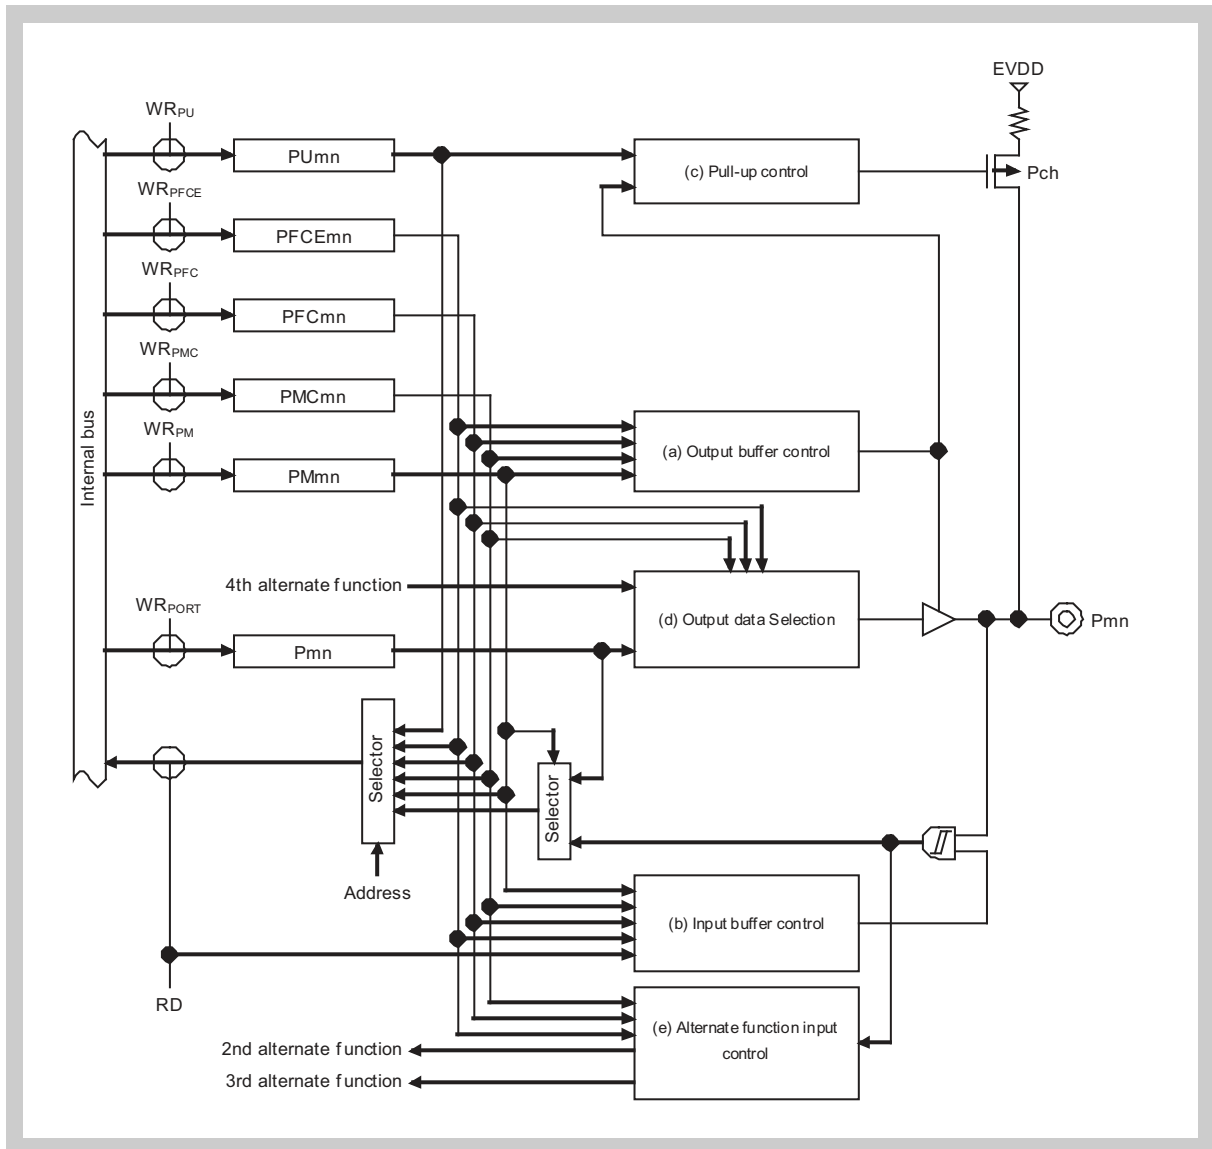 EVDD
WRPU
PUmn
(c) Pull-up control
Pch
WRPFCE
PFCEmn
WRPFC
PFCmn
WRPMC
PMCmn
Internal bus
WRPM
PMmn
(a) Output buffer control
4th alternate function
WRPORT
Pmn
(d) Output data Selection
Pmn
Selector
Selector
Address
(b) Input buffer control
RD
(e) Alternate function input
control
2nd alternate function
3rd alternate function